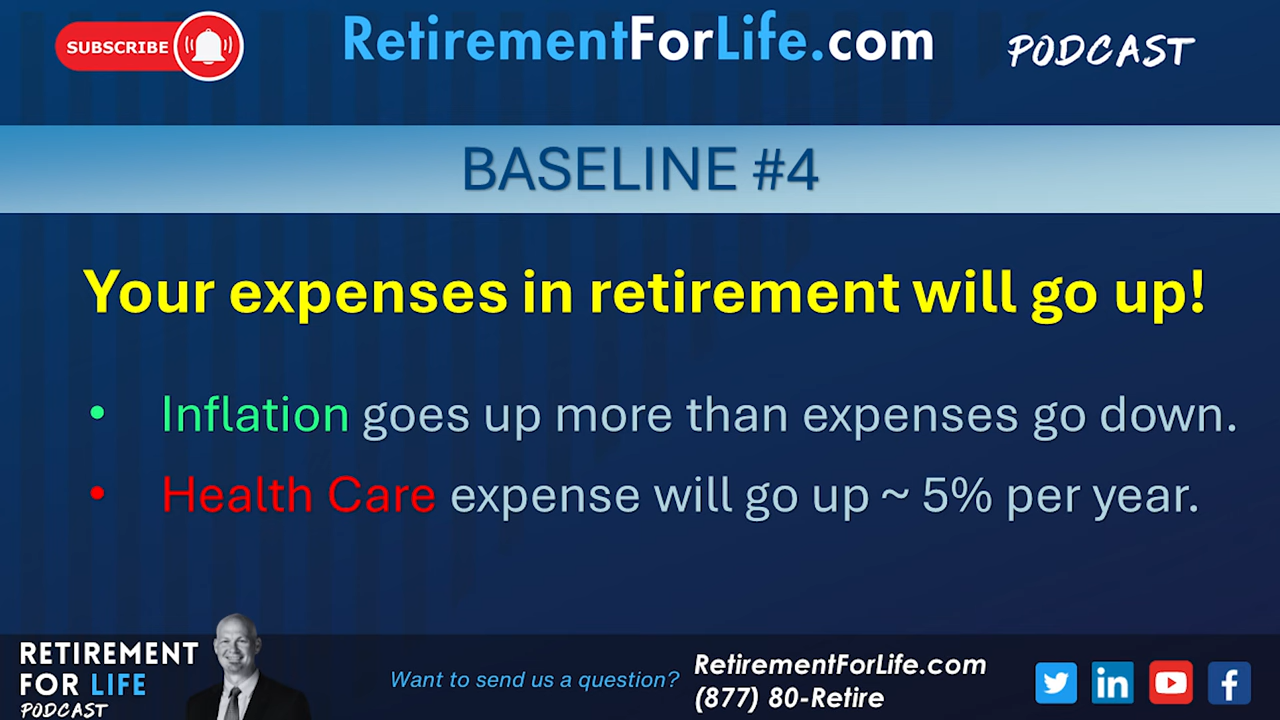 SUBSCRIBE
RetirementForLife.com
PODCAST
BASELINE #4
Your expenses in retirement will go up!
• Inflation goes up more than expenses go down.
• Health Care expense will go up ~ 5% per year.
RETIREMENT
FOR LIFE
PODCAST
Want to send us a question?
RetirementForLife.com
(877) 80-Retire